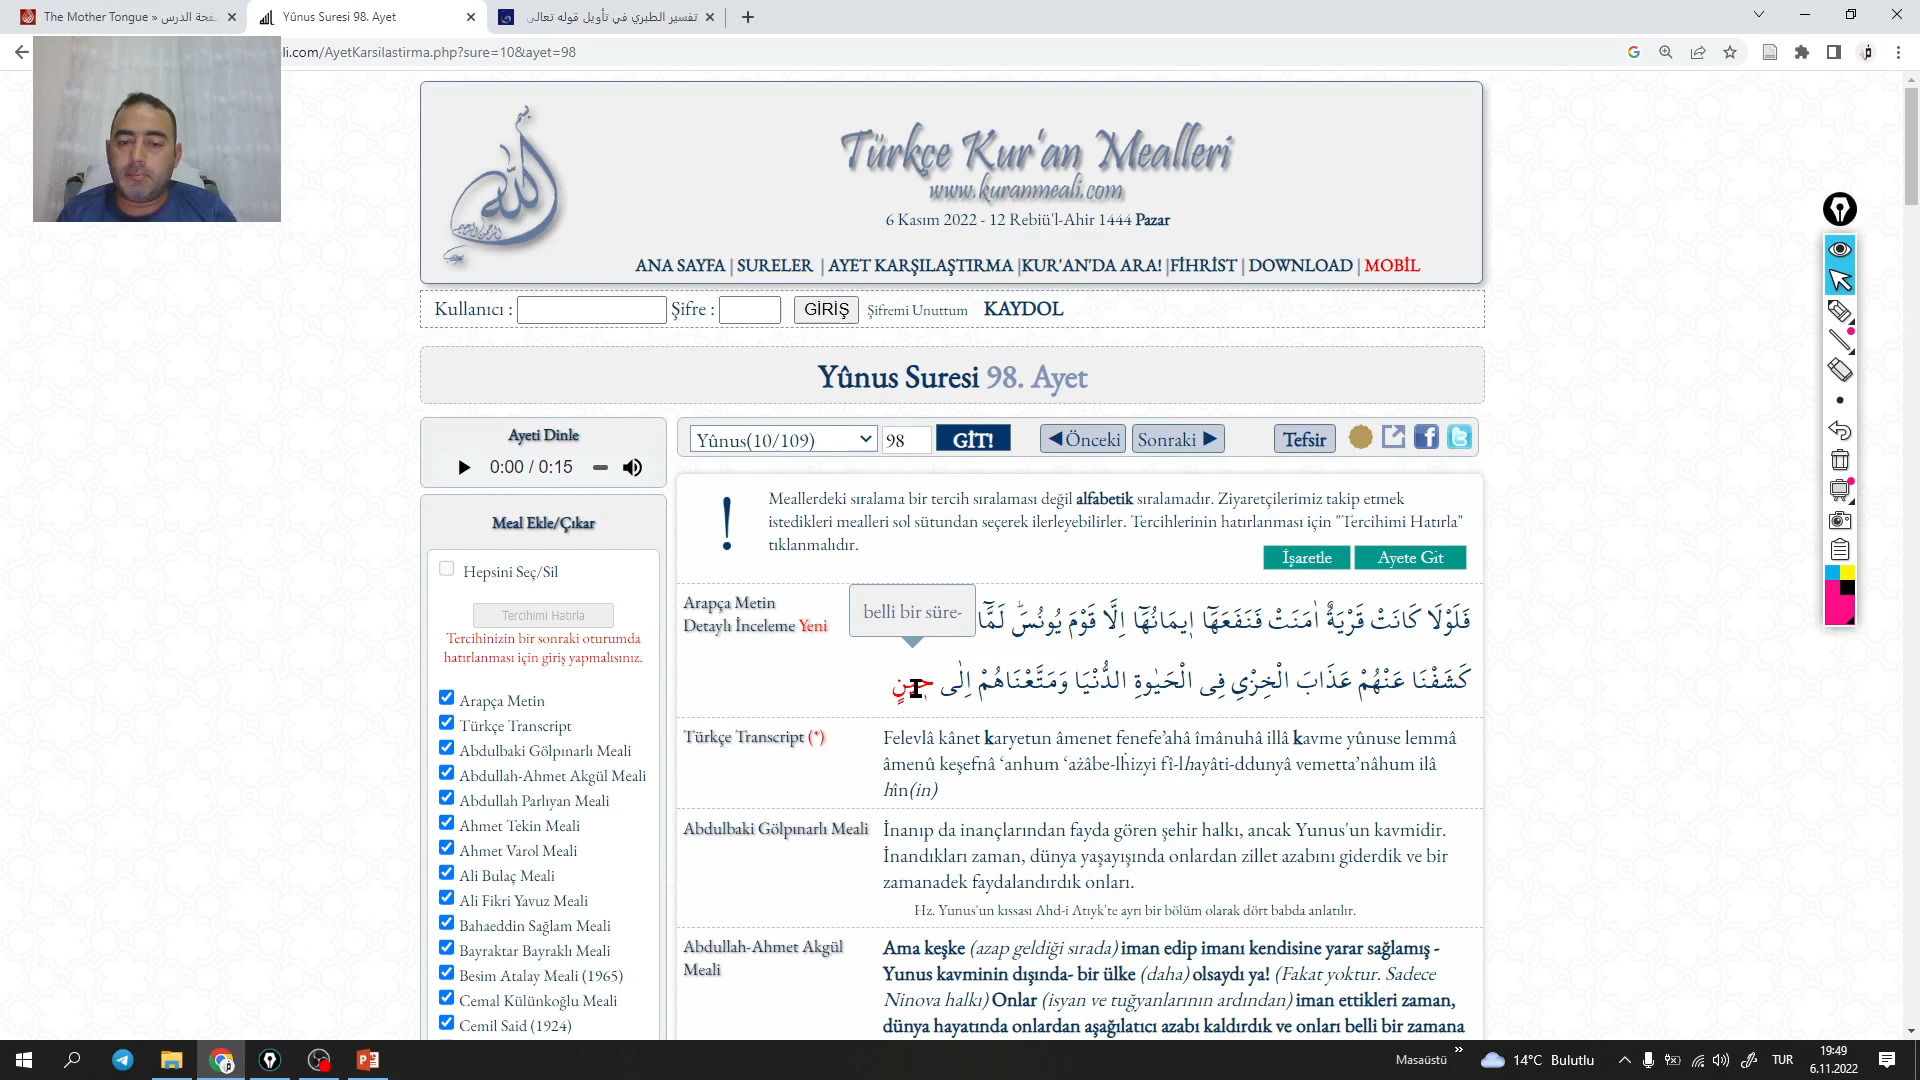 The Mother Tongue » صفحة الدرس
Yûnus Suresi 98. Ayet
تفسير الطبري في تأويل قوله تعالى
li.com/AyetKarsilastirma.php?sure=10&ayet=98
Türkçe Kur'an Mealleri
www.kuranmeali.com
6 Kasım 2022 - 12 Rebiü'l-Ahir 1444 Pazar
ANA SAYFA | SURELER | AYET KARŞILAŞTIRMA |KUR'AN'DA ARA! |FİHRİST | DOWNLOAD | MOBİL
Kullanıcı : Şifre : GİRİŞ Şifremi Unuttum KAYDOL
Yûnus Suresi 98. Ayet
Ayeti Dinle
0:00 / 0:15
Yûnus(10/109) 98 GİT! ◀Önceki Sonraki ▶ Tefsir
Meal Ekle/Çıkar
Hepsini Seç/Sil
Tercihimi Hatırla
Tercihinizin bir sonraki oturumda
hatırlanması için giriş yapmalısınız.
Arapça Metin
Türkçe Transcript
Abdulbaki Gölpınarlı Meali
Abdullah-Ahmet Akgül Meali
Abdullah Parlıyan Meali
Ahmet Tekin Meali
Ahmet Varol Meali
Ali Bulaç Meali
Ali Fikri Yavuz Meali
Bahaeddin Sağlam Meali
Bayraktar Bayraklı Meali
Besim Atalay Meali (1965)
Cemal Külünkoğlu Meali
Cemil Said (1924)
! Meallerdeki sıralama bir tercih sıralaması değil alfabetik sıralamadır. Ziyaretçilerimiz takip etmek
istedikleri mealleri sol sütundan seçerek ilerleyebilirler. Tercihlerinin hatırlanması için "Tercihimi Hatırla"
tıklanmalıdır.
İşaretle Ayete Git
Arapça Metin
Detaylı İnceleme Yeni
belli bir süre-
فَلَوْلَا كَانَتْ قَرْيَةٌ اٰمَنَتْ فَنَفَعَهَٓا ا۪يمَانُهَٓا اِلَّا قَوْمَ يُونُسَۜ لَمَّٓا
كَشَفْنَا عَنْهُمْ عَذَابَ الْخِزْيِ فِى الْحَيٰوةِ الدُّنْيَا وَمَتَّعْنَاهُمْ اِلٰى ح۪ينٍ
Türkçe Transcript (*)
Felevlâ kânet karyetun âmenet fenefe’ahâ îmânuhâ illâ kavme yûnuse lemmâ
âmenû keşefnâ ‘anhum ‘ażâbe-lḣizyi fî-lhayâti-ddunyâ vemetta’nâhum ilâ
hîn(in)
Abdulbaki Gölpınarlı Meali
İnanıp da inançlarından fayda gören şehir halkı, ancak Yunus'un kavmidir.
İnandıkları zaman, dünya yaşayışında onlardan zillet azabını giderdik ve bir
zamanadek faydalandırdık onları.
Hz. Yunus'un kıssası Ahd-i Atıyk'te ayrı bir bölüm olarak dört babda anlatılır.
Abdullah-Ahmet Akgül
Meali
Ama keşke (azap geldiği sırada) iman edip imanı kendisine yarar sağlamış -
Yunus kavminin dışında- bir ülke (daha) olsaydı ya! (Fakat yoktur. Sadece
Ninova halkı) Onlar (isyan ve tuğyanlarının ardından) iman ettikleri zaman,
dünya hayatında onlardan aşağılatıcı azabı kaldırdık ve onları belli bir zamana
Masaüstü » 14°C Bulutlu TUR 19:49
6.11.2022